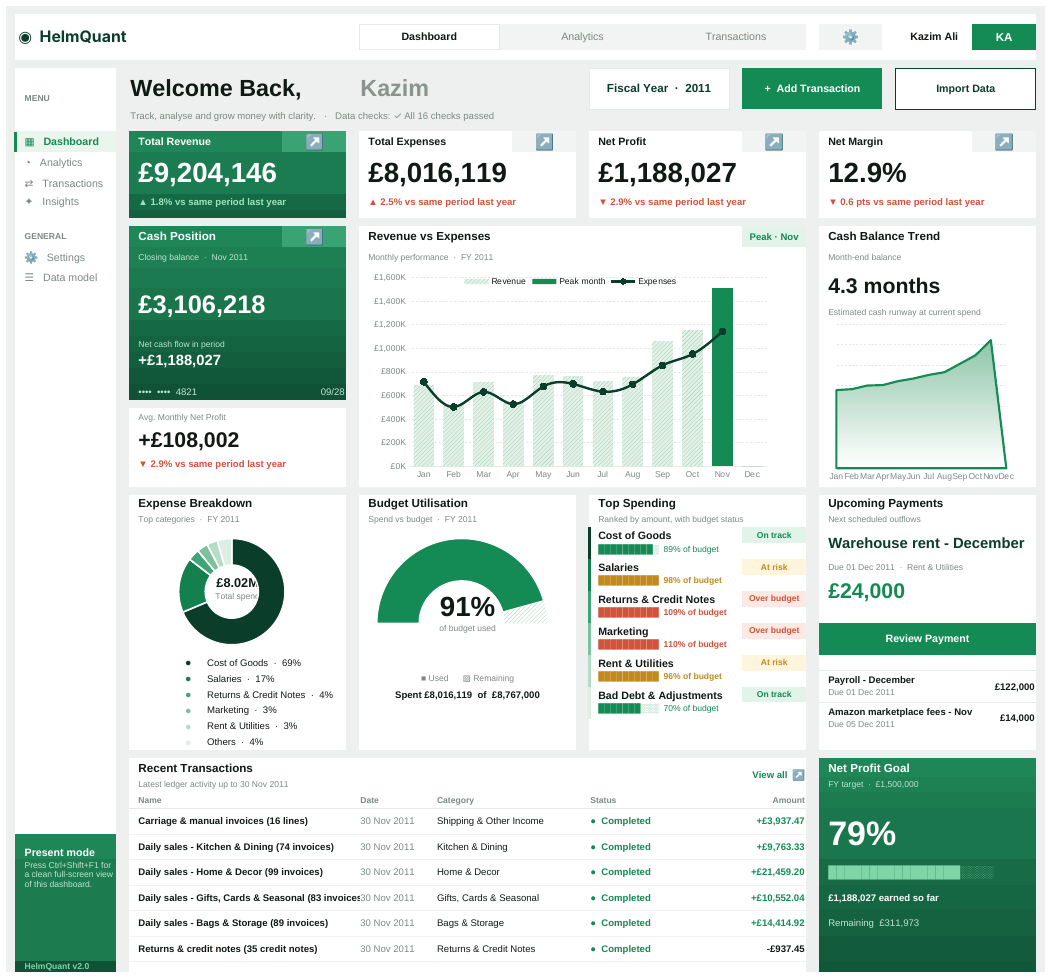 ◉ HelmQuant
Dashboard
Analytics
Transactions
Kazim Ali
KA
MENU
Dashboard
Analytics
Transactions
Insights
GENERAL
Settings
Data model
Present mode
Press Ctrl+Shift+F1 for
a clean full-screen view
of this dashboard.
HelmQuant v2.0
Welcome Back, Kazim
Track, analyse and grow money with clarity. · Data checks: ✓ All 16 checks passed
Fiscal Year · 2011
+ Add Transaction
Import Data
Total Revenue
£9,204,146
▲ 1.8% vs same period last year
Total Expenses
£8,016,119
▲ 2.5% vs same period last year
Net Profit
£1,188,027
▼ 2.9% vs same period last year
Net Margin
12.9%
▼ 0.6 pts vs same period last year
Cash Position
Closing balance · Nov 2011
£3,106,218
Net cash flow in period
+£1,188,027
•••• •••• 4821
09/28
Avg. Monthly Net Profit
+£108,002
▼ 2.9% vs same period last year
Revenue vs Expenses
Peak · Nov
Monthly performance · FY 2011
Revenue Peak month Expenses
£1,600K
£1,400K
£1,200K
£1,000K
£800K
£600K
£400K
£200K
£0K
Jan Feb Mar Apr May Jun Jul Aug Sep Oct Nov Dec
Cash Balance Trend
Month-end balance
4.3 months
Estimated cash runway at current spend
Jan Feb Mar Apr May Jun Jul Aug Sep Oct Nov Dec
Expense Breakdown
Top categories · FY 2011
£8.02M
Total spend
Cost of Goods · 69%
Salaries · 17%
Returns & Credit Notes · 4%
Marketing · 3%
Rent & Utilities · 3%
Others · 4%
Budget Utilisation
Spend vs budget · FY 2011
91%
of budget used
■ Used ▨ Remaining
Spent £8,016,119 of £8,767,000
Top Spending
Ranked by amount, with budget status
Cost of Goods
On track
89% of budget
Salaries
At risk
98% of budget
Returns & Credit Notes
Over budget
109% of budget
Marketing
Over budget
110% of budget
Rent & Utilities
At risk
96% of budget
Bad Debt & Adjustments
On track
70% of budget
Upcoming Payments
Next scheduled outflows
Warehouse rent - December
Due 01 Dec 2011 · Rent & Utilities
£24,000
Review Payment
Payroll - December
Due 01 Dec 2011
£122,000
Amazon marketplace fees - Nov
Due 05 Dec 2011
£14,000
Recent Transactions
Latest ledger activity up to 30 Nov 2011
View all
Name Date Category Status Amount
Carriage & manual invoices (16 lines) 30 Nov 2011 Shipping & Other Income ● Completed +£3,937.47
Daily sales - Kitchen & Dining (74 invoices) 30 Nov 2011 Kitchen & Dining ● Completed +£9,763.33
Daily sales - Home & Decor (99 invoices) 30 Nov 2011 Home & Decor ● Completed +£21,459.20
Daily sales - Gifts, Cards & Seasonal (83 invoices 30 Nov 2011 Gifts, Cards & Seasonal ● Completed +£10,552.04
Daily sales - Bags & Storage (89 invoices) 30 Nov 2011 Bags & Storage ● Completed +£14,414.92
Returns & credit notes (35 credit notes) 30 Nov 2011 Returns & Credit Notes ● Completed -£937.45
Net Profit Goal
FY target · £1,500,000
79%
£1,188,027 earned so far
Remaining £311,973